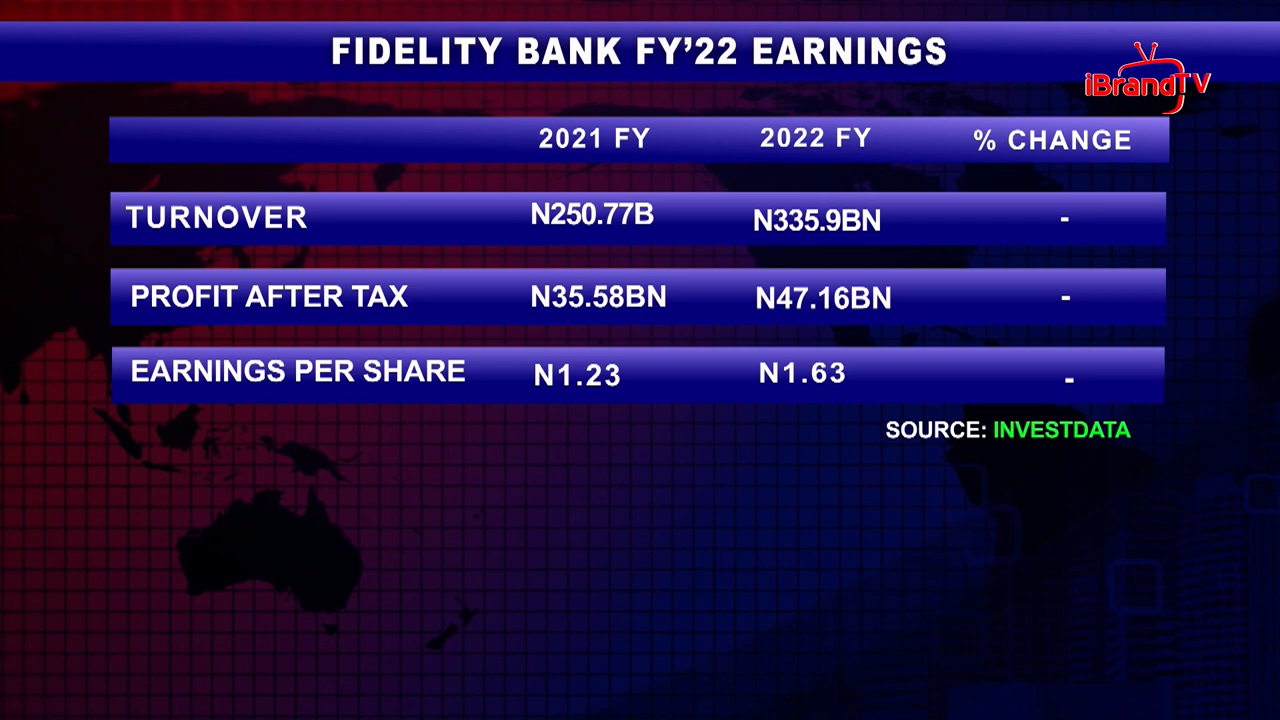 FIDELITY BANK FY'22 EARNINGS
iBrandTV
2021 FY 2022 FY % CHANGE
TURNOVER N250.77B N335.9BN -
PROFIT AFTER TAX N35.58BN N47.16BN -
EARNINGS PER SHARE N1.23 N1.63 -
SOURCE: INVESTDATA